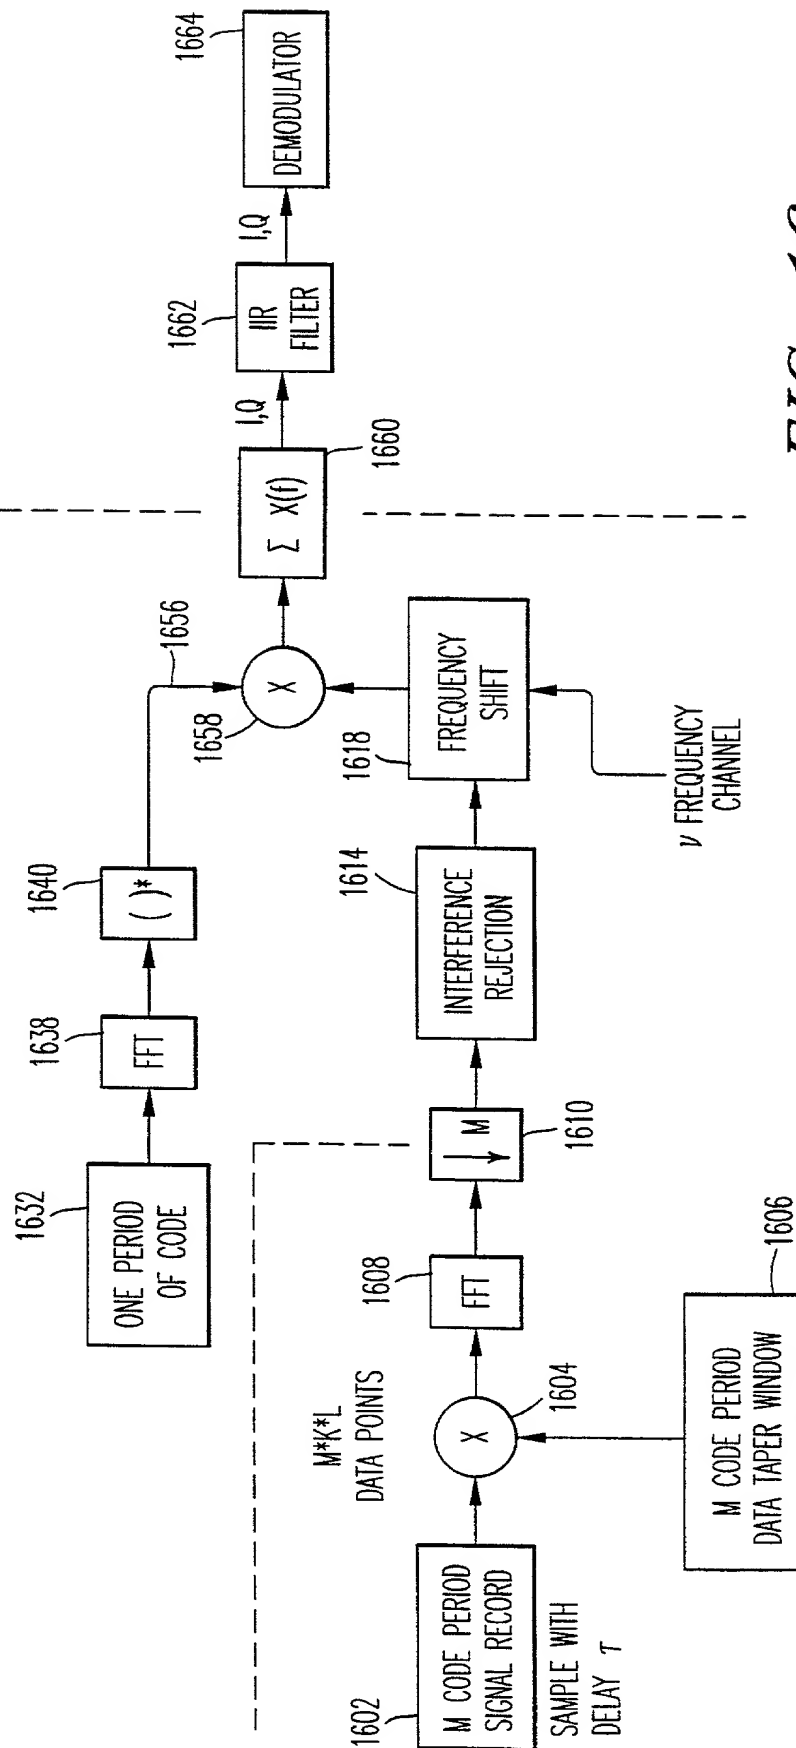 1632
ONE PERIOD
OF CODE
1638
FFT
1640
( )*
1656
1658
X
Σ X(f)
1660
I,Q
1662
IIR
FILTER
I,Q
1664
DEMODULATOR
1602
M CODE PERIOD
SIGNAL RECORD
SAMPLE WITH
DELAY τ
M*K*L
DATA POINTS
X
1604
M CODE PERIOD
DATA TAPER WINDOW
1606
1608
FFT
M
1610
1614
INTERFERENCE
REJECTION
1618
FREQUENCY
SHIFT
ν FREQUENCY
CHANNEL